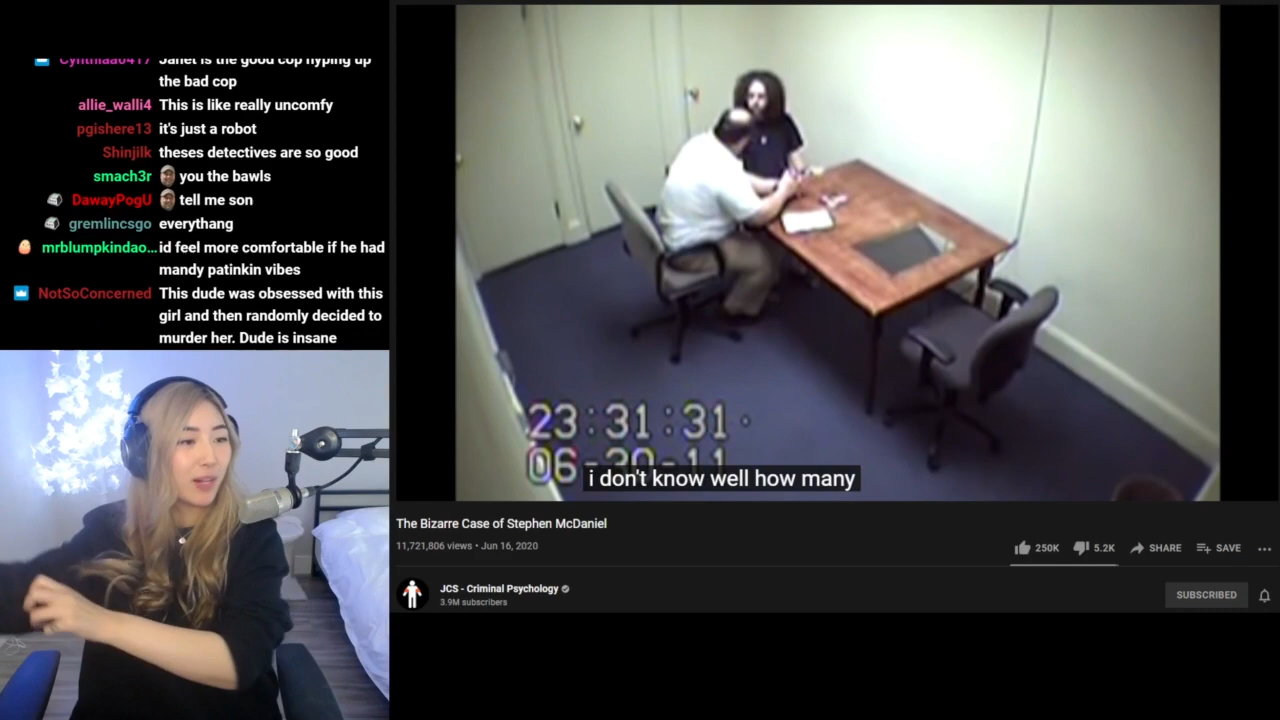 Cynthiaa0417 Janet is the good cop hyping up
the bad cop
allie_walli4 This is like really uncomfy
pgishere13 it's just a robot
Shinjilk theses detectives are so good
smach3r you the bawls
DawayPogU tell me son
gremlincsgo everythang
mrblumpkindao... id feel more comfortable if he had
mandy patinkin vibes
NotSoConcerned This dude was obsessed with this
girl and then randomly decided to
murder her. Dude is insane
23:31:31
06-30-11
i don't know well how many
The Bizarre Case of Stephen McDaniel
11,721,806 views • Jun 16, 2020
250K 5.2K SHARE SAVE
JCS - Criminal Psychology
3.9M subscribers
SUBSCRIBED